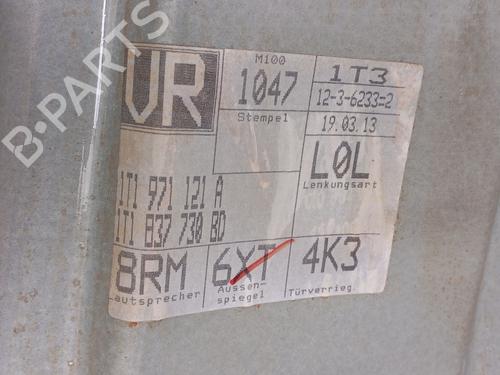 B-PARTS
VR
M100
1047
Stempel
1T3
12-3-6233=2
19.03.13
L0L
Lenkungsart
1T1 971 121 A
1T1 837 730 BD
8RM
Lautsprecher
6XT
Aussen-
spiegel
4K3
Türverrieg.